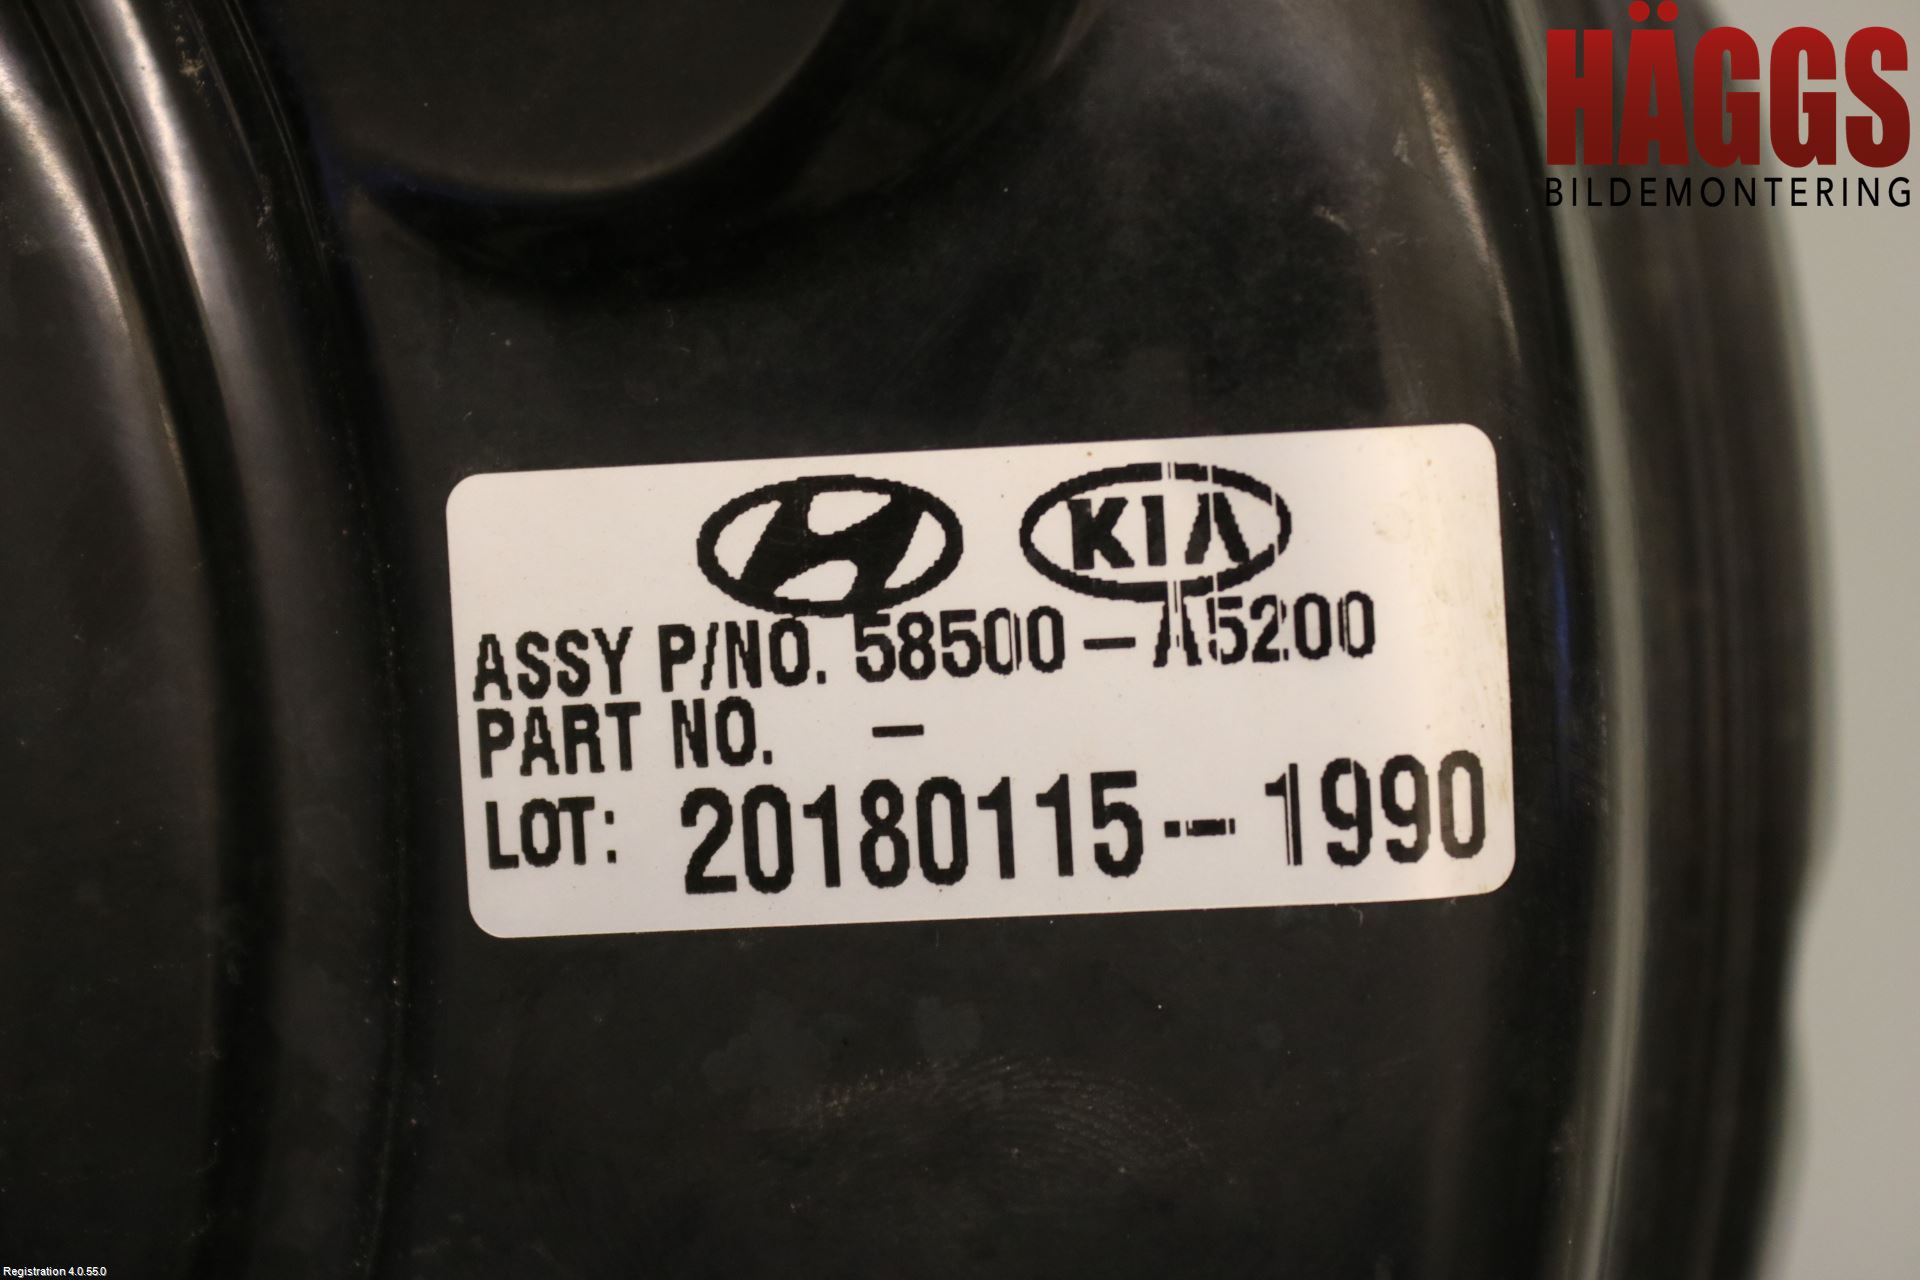 HÄGGS
BILDEMONTERING
KIA
ASSY P/NO. 58500-A5200
PART NO. -
LOT: 20180115-1990
Registration 4.0.55.0